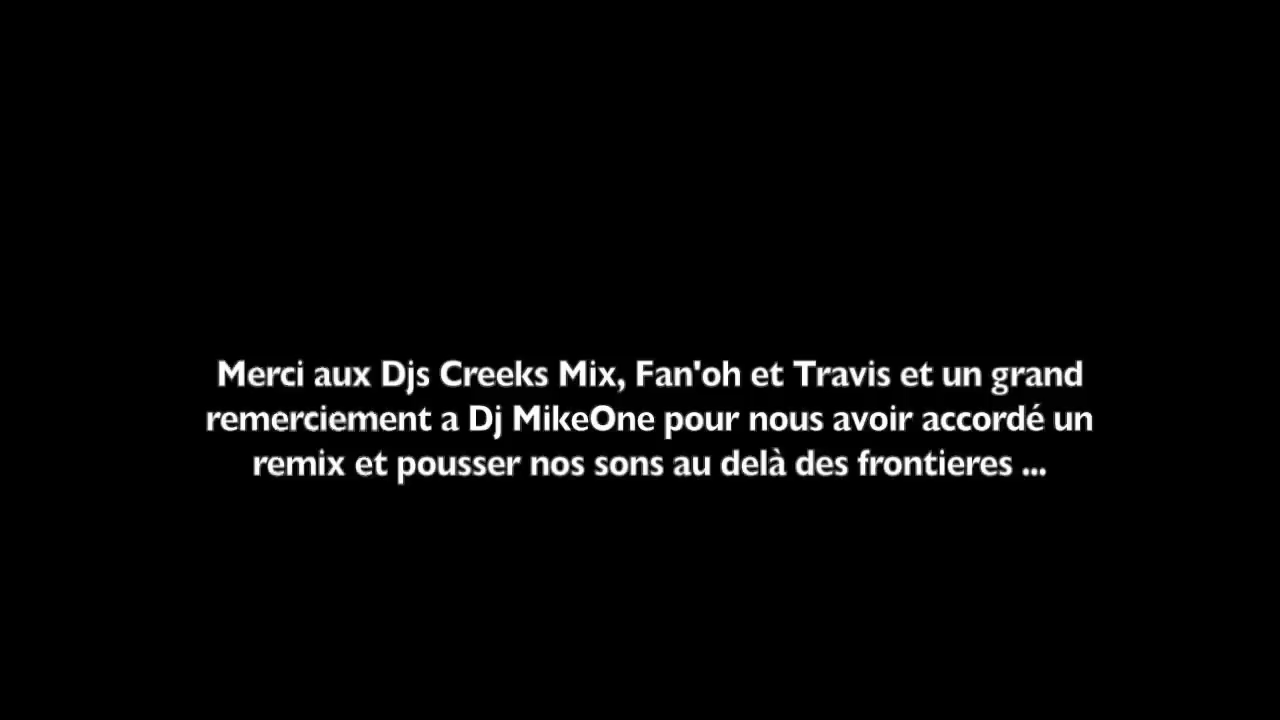 Merci aux Djs Creeks Mix, Fan'oh et Travis et un grand
remerciement a Dj MikeOne pour nous avoir accordé un
remix et pousser nos sons au delà des frontieres ...